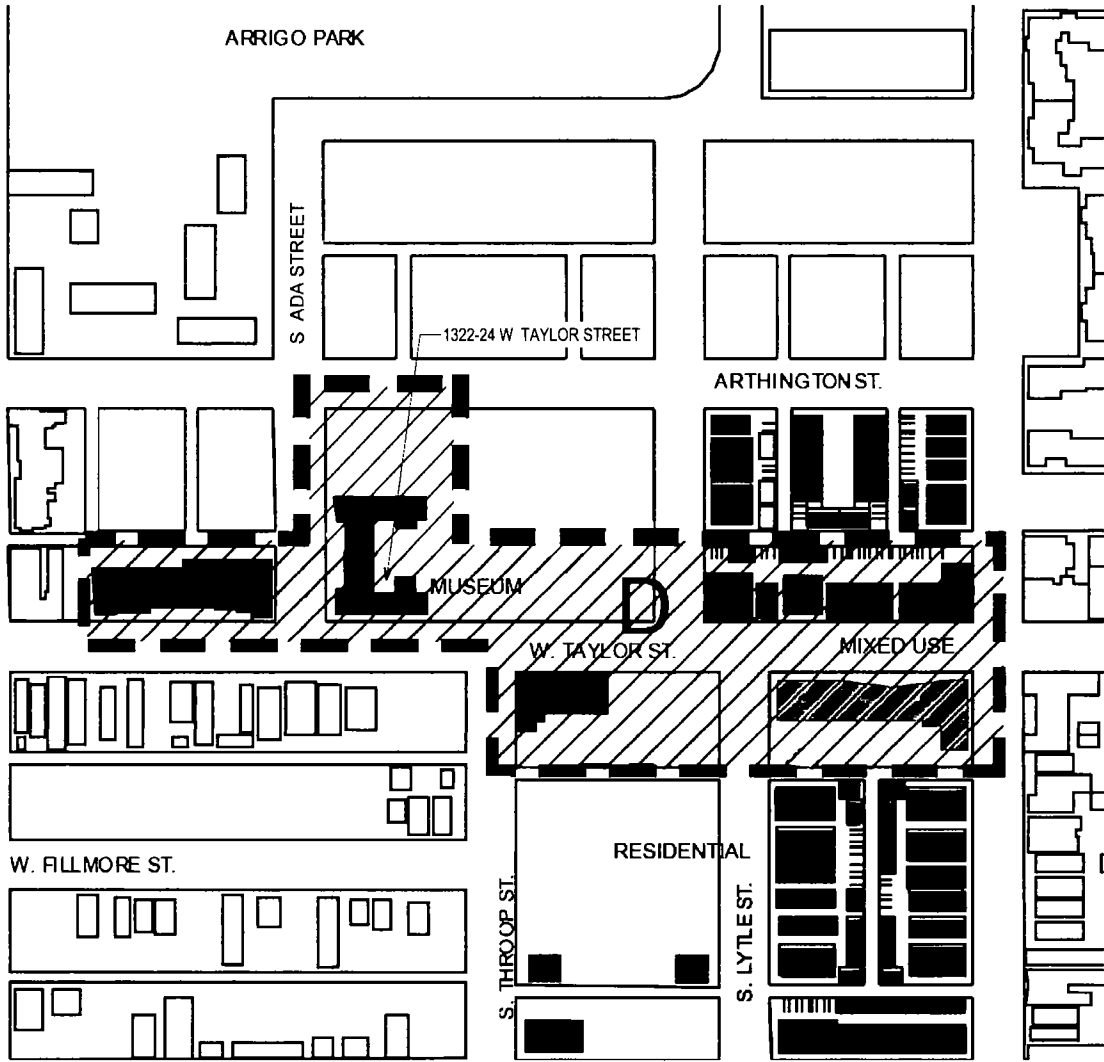 ARRIGO PARK
S ADA STREET
1322-24 W TAYLOR STREET
ARTHINGTON ST.
MUSEUM
D
W. TAYLOR ST.
MIXED USE
W. FILLMORE ST.
S. THROOP ST.
RESIDENTIAL
S. LYTLE ST.